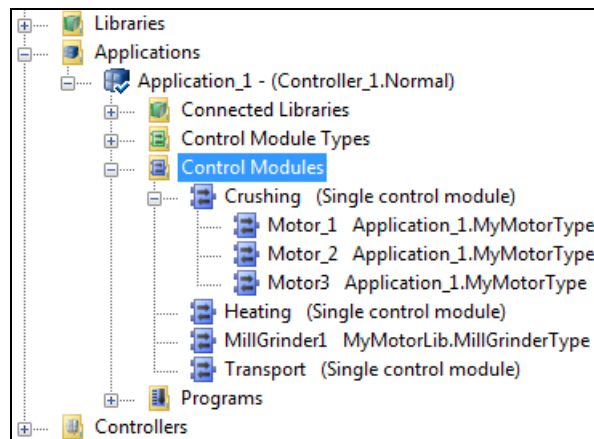 Libraries
Applications
Application_1 - (Controller_1.Normal)
Connected Libraries
Control Module Types
Control Modules
Crushing (Single control module)
Motor_1 Application_1.MyMotorType
Motor_2 Application_1.MyMotorType
Motor3 Application_1.MyMotorType
Heating (Single control module)
MillGrinder1 MyMotorLib.MillGrinderType
Transport (Single control module)
Programs
Controllers